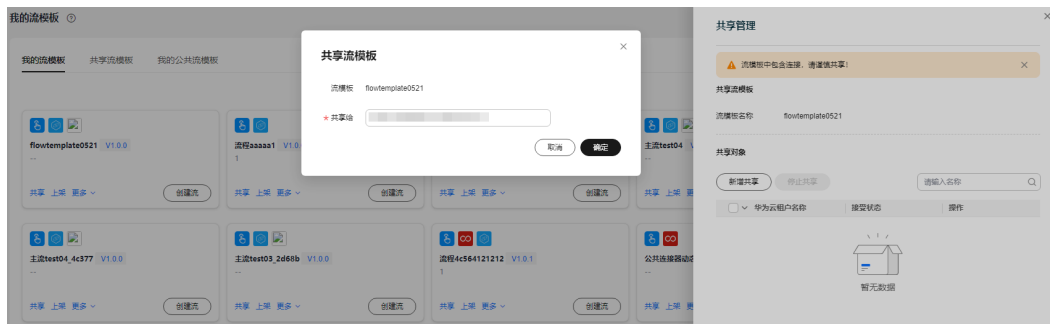 我的流模板
我的流模板 共享流模板 我的公共流模板
flowtemplate0521 V1.0.0
--
共享 上架 更多 创建流
流程aaaaa1 V1.0
1
共享 上架 更多 创建流
共享 上架 更多 创建流
主流test04
--
共享 上架
主流test04_4c377 V1.0.0
--
共享 上架 更多 创建流
主流test03_2d68b V1.0.0
--
共享 上架 更多 创建流
流程4c564121212 V1.0.1
1
共享 上架 更多 创建流
公共连接器动态
--
共享 上架
共享流模板
流模板 flowtemplate0521
* 共享给
取消 确定
共享管理
流模板中包含连接，请谨慎共享！
共享流模板
流模板名称 flowtemplate0521
共享对象
新增共享 停止共享 请输入名称
华为云租户名称 接受状态 操作
暂无数据